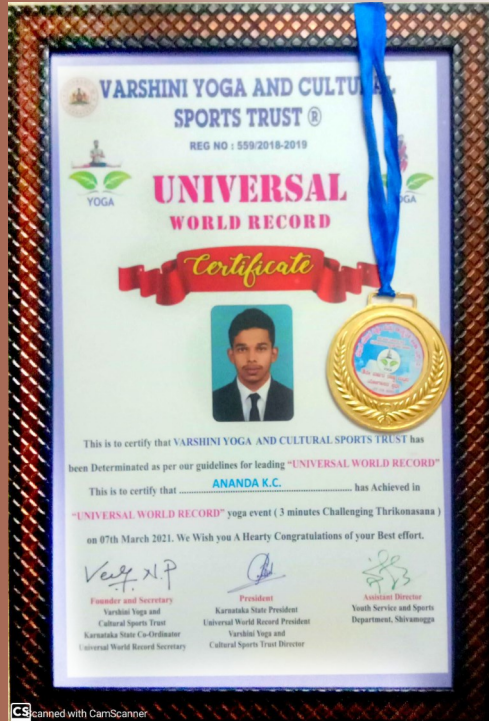 VARSHINI YOGA AND CULTURAL
SPORTS TRUST ®
REG NO : 559/2018-2019
YOGA
OGA
UNIVERSAL
WORLD RECORD
Certificate
This is to certify that VARSHINI YOGA AND CULTURAL SPORTS TRUST has
been Determinated as per our guidelines for leading "UNIVERSAL WORLD RECORD"
This is to certify that ANANDA K.C. has Achieved in
"UNIVERSAL WORLD RECORD" yoga event ( 3 minutes Challenging Thrikonasana )
on 07th March 2021. We Wish you A Hearty Congratulations of your Best effort.
Founder and Secretary
Varshini Yoga and
Cultural Sports Trust
Karnataka State Co-Ordinator
Universal World Record Secretary
President
Karnataka State President
Universal World Record President
Varshini Yoga and
Cultural Sports Trust Director
Assistant Director
Youth Service and Sports
Department, Shivamogga
CS Scanned with CamScanner